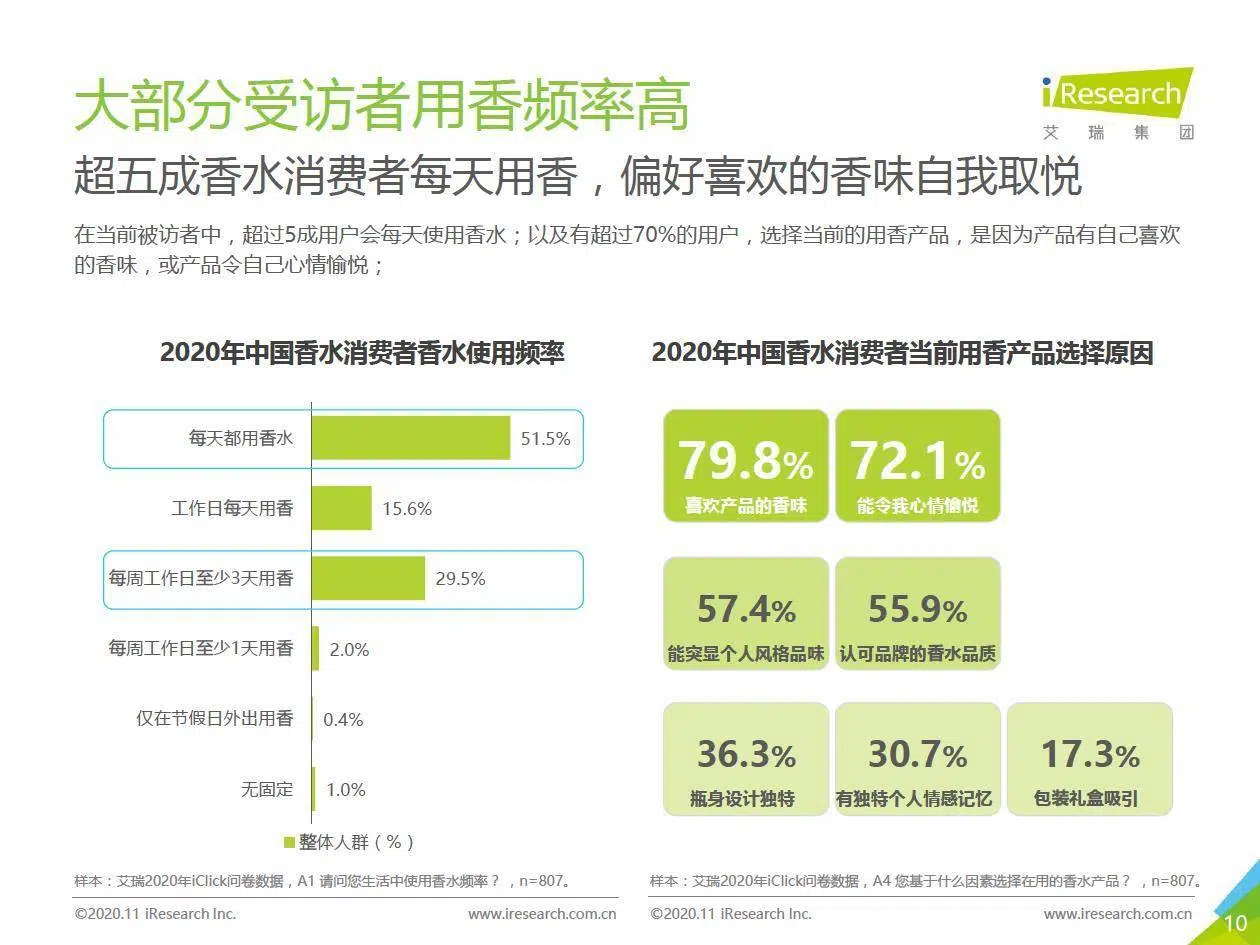 大部分受访者用香频率高
iResearch
艾瑞集团
超五成香水消费者每天用香，偏好喜欢的香味自我取悦
在当前被访者中，超过5成用户会每天使用香水；以及有超过70%的用户，选择当前的用香产品，是因为产品有自己喜欢
的香味，或产品令自己心情愉悦；
2020年中国香水消费者香水使用频率
每天都用香水 51.5%
工作日每天用香 15.6%
每周工作日至少3天用香 29.5%
每周工作日至少1天用香 2.0%
仅在节假日外出用香 0.4%
无固定 1.0%
整体人群（%）
样本：艾瑞2020年iClick问卷数据，A1 请问您生活中使用香水频率？，n=807。
©2020.11 iResearch Inc. www.iresearch.com.cn
2020年中国香水消费者当前用香产品选择原因
79.8% 72.1%
喜欢产品的香味 能令我心情愉悦
57.4% 55.9%
能突显个人风格品味 认可品牌的香水品质
36.3% 30.7% 17.3%
瓶身设计独特 有独特个人情感记忆 包装礼盒吸引
样本：艾瑞2020年iClick问卷数据，A4 您基于什么因素选择在用的香水产品？，n=807。
©2020.11 iResearch Inc. www.iresearch.com.cn
10